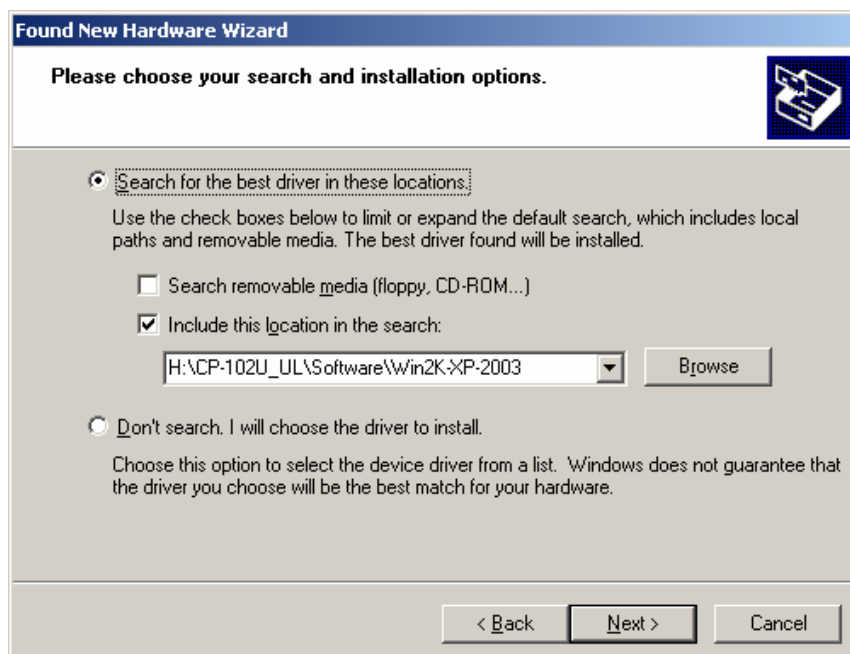 Found New Hardware Wizard
Please choose your search and installation options.
Search for the best driver in these locations.
Use the check boxes below to limit or expand the default search, which includes local
paths and removable media. The best driver found will be installed.
Search removable media (floppy, CD-ROM...)
Include this location in the search:
H:\CP-102U_UL\Software\Win2K-XP-2003
Browse
Don't search. I will choose the driver to install.
Choose this option to select the device driver from a list. Windows does not guarantee that
the driver you choose will be the best match for your hardware.
< Back
Next >
Cancel